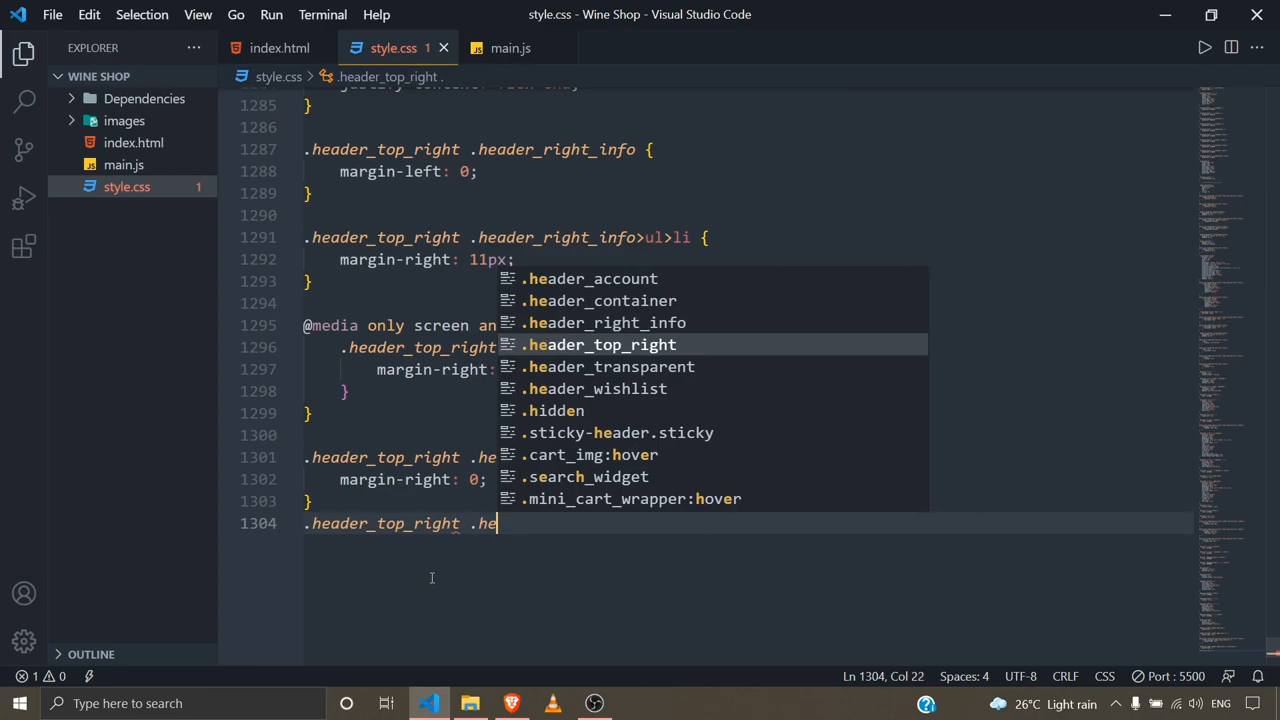 File Edit Selection View Go Run Terminal Help style.css - Wine Shop - Visual Studio Code
EXPLORER
index.html
style.css 1
main.js
WINE SHOP
style.css > .header_top_right .
Dependencies
images
index.html
main.js
style.css 1
1285 }
1286
1287 .header_top_right .header_right_info {
1288 margin-left: 0;
1289 }
1290
1291 .header_top_right .header_right_info>ul>li {
1292 margin-right: 11px;
1293 }
1294
1295 @media only screen an
1296 .header_top_right
1297 margin-right:
1298 }
1299 }
1300
1301 .header_top_right .he
1302 margin-right: 0;
1303 }
1304 .header_top_right .he
.header_account
.header_container
.header_right_info
.header_top_right
.header_transparent
.header_wishlist
.hidden
.sticky-header.sticky
.cart_img:hover
.search_widget
.mini_cart_wrapper:hover
OUTLINE
1 0
Ln 1304, Col 22 Spaces: 4 UTF-8 CRLF CSS Port : 5500
Type here to search
26°C Light rain
ENG